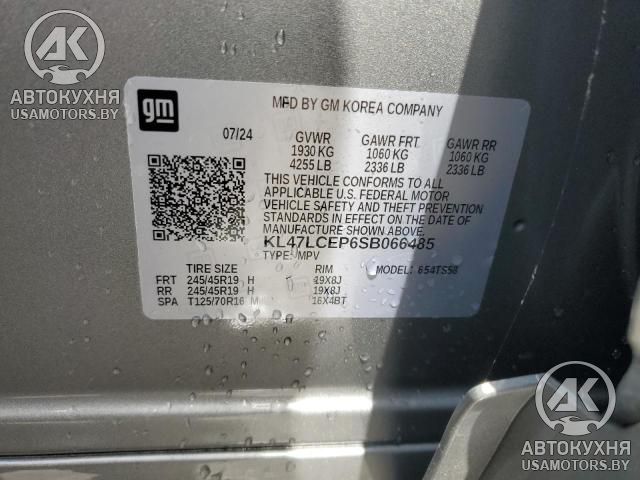 AK
АВТОКУХНЯ
USAMOTORS.BY
gm
MFD BY GM KOREA COMPANY
07/24 GVWR GAWR FRT GAWR RR
1930 KG 1060 KG 1060 KG
4255 LB 2336 LB 2336 LB
THIS VEHICLE CONFORMS TO ALL
APPLICABLE U.S. FEDERAL MOTOR
VEHICLE SAFETY AND THEFT PREVENTION
STANDARDS IN EFFECT ON THE DATE OF
MANUFACTURE SHOWN ABOVE.
KL47LCEP6SB066485
TYPE: MPV MODEL: 654TS58
TIRE SIZE RIM
FRT 245/45R19 H 19X8J
RR 245/45R19 H 19X8J
SPA T125/70R16 M 16X4BT
AK
АВТОКУХНЯ
USAMOTORS.BY